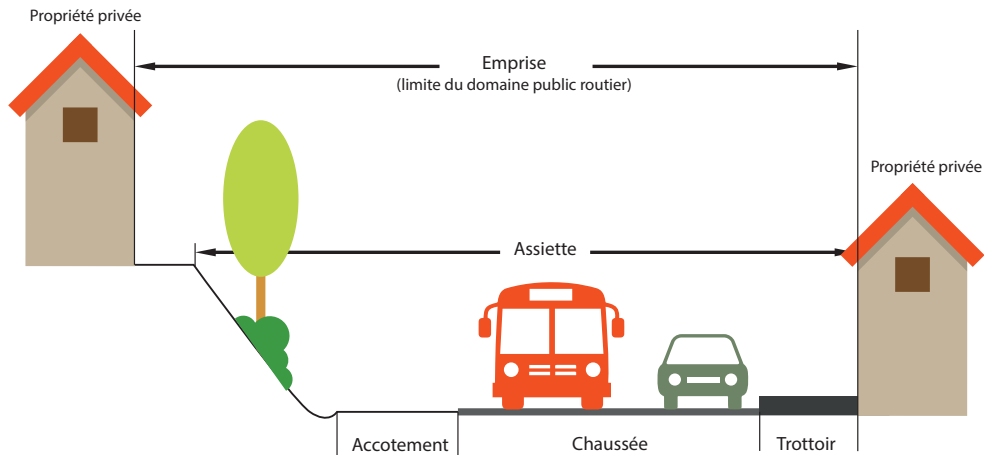 Propriété privée
Emprise
(limite du domaine public routier)
Propriété privée
Assiette
Accotement
Chaussée
Trottoir